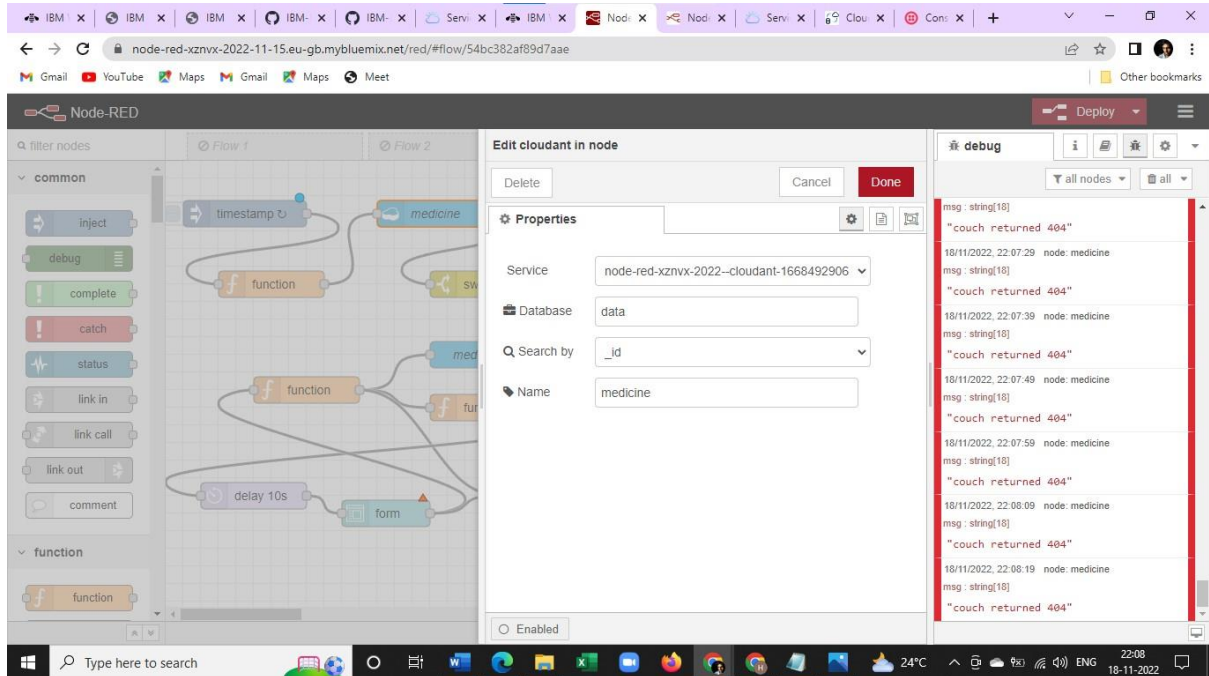 IBM \
IBM
IBM
IBM-
IBM-
Servi
IBM \
Node
Nod
Servi
Clou
Cons
node-red-xznvx-2022-11-15.eu-gb.mybluemix.net/red/#flow/54bc382af89d7aae
Gmail YouTube Maps Gmail Maps Meet Other bookmarks
Node-RED Deploy
filter nodes
Flow 1 Flow 2
common
inject
debug
complete
catch
status
link in
link call
link out
comment
function
function
timestamp ↻
medicine
function
sw
med
function
fur
delay 10s
form
Edit cloudant in node
Delete Cancel Done
Properties
Service node-red-xznvx-2022--cloudant-1668492906
Database data
Search by _id
Name medicine
Enabled
debug i
all nodes all
msg : string[18]
"couch returned 404"
18/11/2022, 22:07:29 node: medicine
msg : string[18]
"couch returned 404"
18/11/2022, 22:07:39 node: medicine
msg : string[18]
"couch returned 404"
18/11/2022, 22:07:49 node: medicine
msg : string[18]
"couch returned 404"
18/11/2022, 22:07:59 node: medicine
msg : string[18]
"couch returned 404"
18/11/2022, 22:08:09 node: medicine
msg : string[18]
"couch returned 404"
18/11/2022, 22:08:19 node: medicine
msg : string[18]
"couch returned 404"
Type here to search
24°C ENG
22:08
18-11-2022